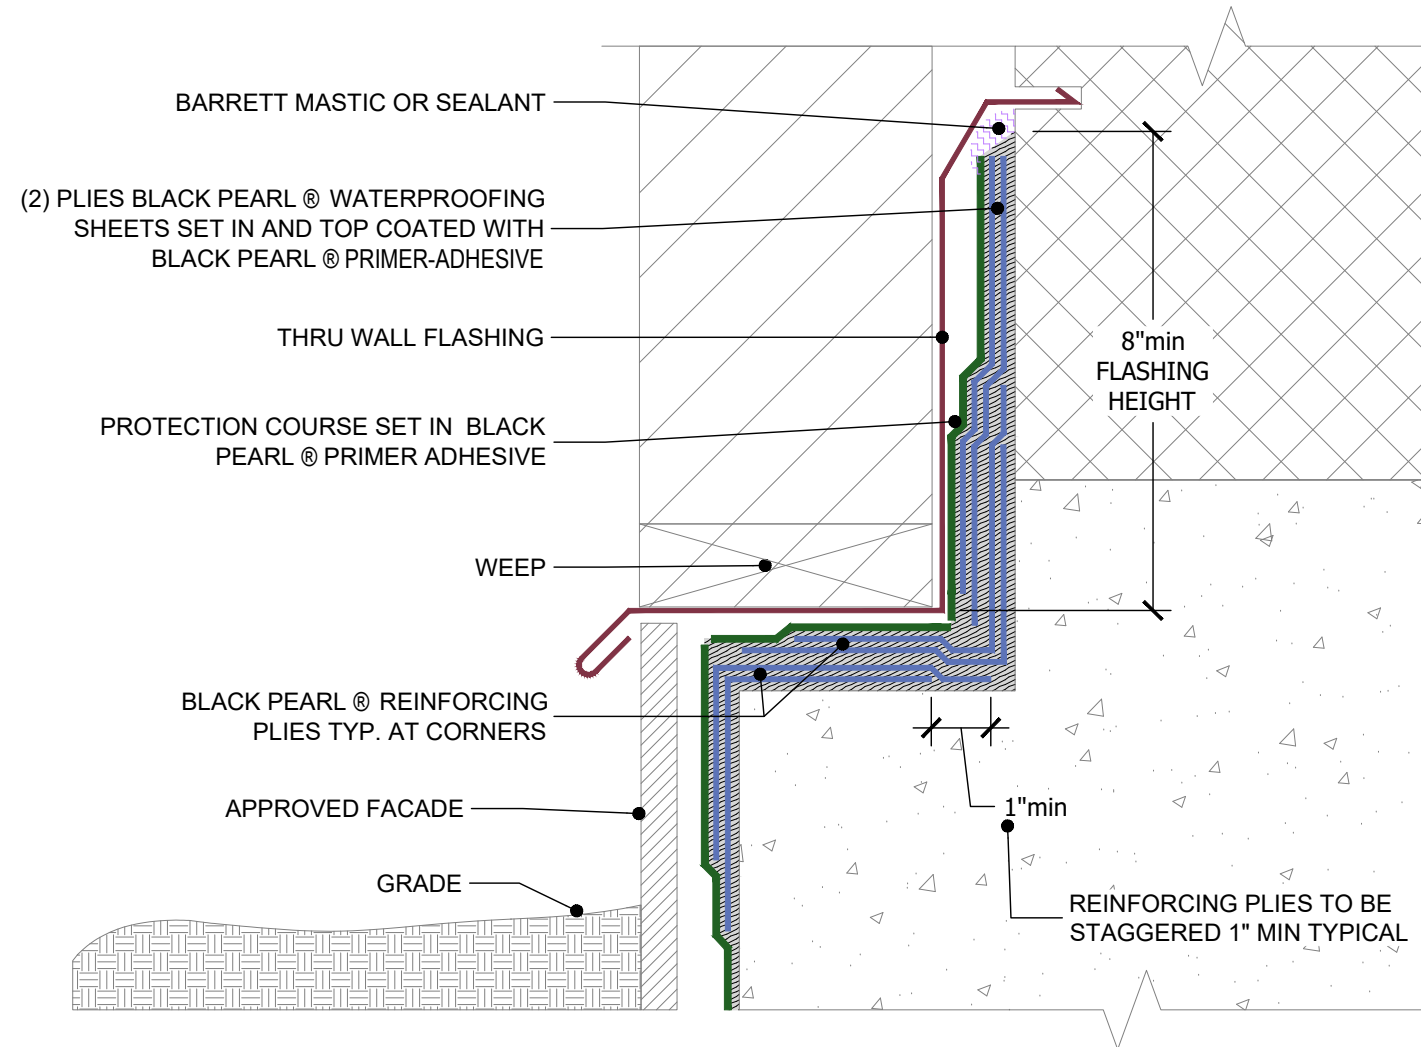 BARRETT MASTIC OR SEALANT
(2) PLIES BLACK PEARL ® WATERPROOFING
SHEETS SET IN AND TOP COATED WITH
BLACK PEARL ® PRIMER-ADHESIVE
THRU WALL FLASHING
8"min
FLASHING
HEIGHT
PROTECTION COURSE SET IN BLACK
PEARL ® PRIMER ADHESIVE
WEEP
BLACK PEARL ® REINFORCING
PLIES TYP. AT CORNERS
APPROVED FACADE
1"min
GRADE
REINFORCING PLIES TO BE
STAGGERED 1" MIN TYPICAL